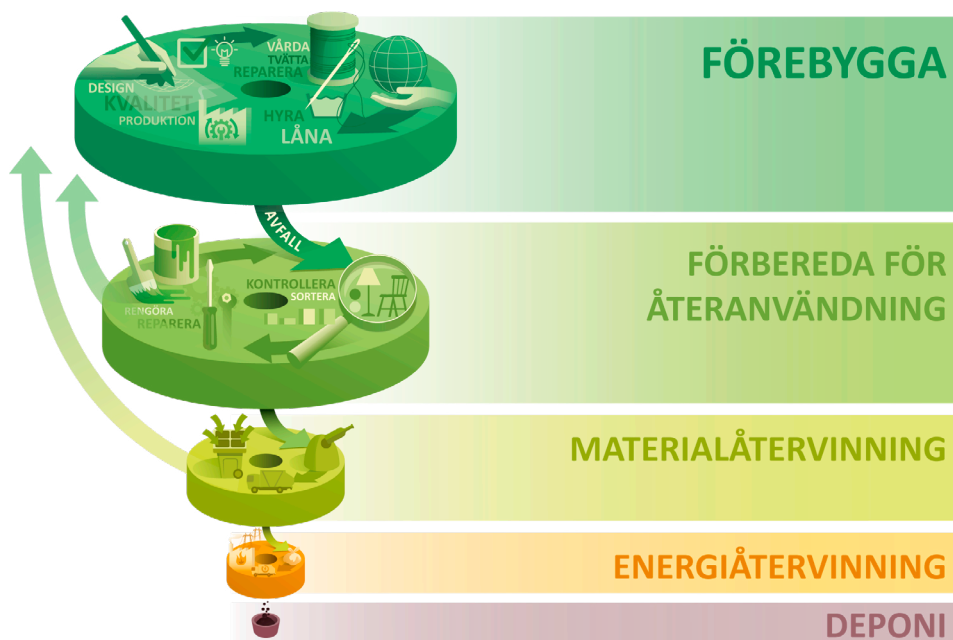 FÖREBYGGA
VÅRDA
TVÄTTA
REPARERA
DESIGN
KVALITET
PRODUKTION
HYRA
LÅNA
AVFALL
FÖRBEREDA FÖR
ÅTERANVÄNDNING
KONTROLLERA
SORTERA
RENGÖRA
REPARERA
MATERIALÅTERVINNING
ENERGIÅTERVINNING
DEPONI